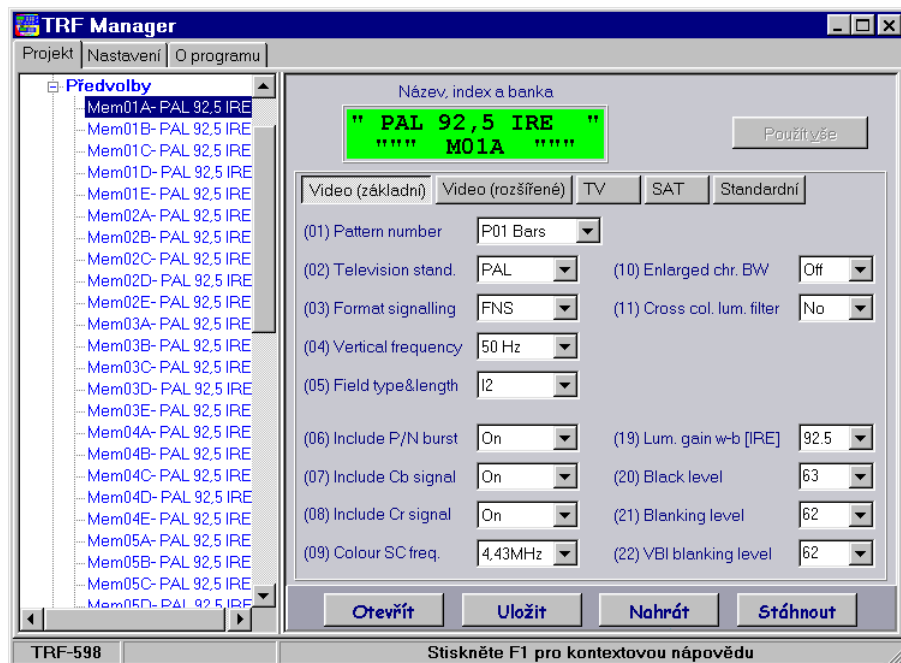 TRF Manager
Projekt Nastavení O programu
Předvolby
Mem01A- PAL 92,5 IRE
Mem01B- PAL 92,5 IRE
Mem01C- PAL 92,5 IRE
Mem01D- PAL 92,5 IRE
Mem01E- PAL 92,5 IRE
Mem02A- PAL 92,5 IRE
Mem02B- PAL 92,5 IRE
Mem02C- PAL 92,5 IRE
Mem02D- PAL 92,5 IRE
Mem02E- PAL 92,5 IRE
Mem03A- PAL 92,5 IRE
Mem03B- PAL 92,5 IRE
Mem03C- PAL 92,5 IRE
Mem03D- PAL 92,5 IRE
Mem03E- PAL 92,5 IRE
Mem04A- PAL 92,5 IRE
Mem04B- PAL 92,5 IRE
Mem04C- PAL 92,5 IRE
Mem04D- PAL 92,5 IRE
Mem04E- PAL 92,5 IRE
Mem05A- PAL 92,5 IRE
Mem05B- PAL 92,5 IRE
Mem05C- PAL 92,5 IRE
Mem05D- PAL 92,5 IRE
Název, index a banka
" PAL 92,5 IRE "
""" M01A """
Použít vše
Video (základní) Video (rozšířené) TV SAT Standardní
(01) Pattern number P01 Bars
(02) Television stand. PAL (10) Enlarged chr. BW Off
(03) Format signalling FNS (11) Cross col. lum. filter No
(04) Vertical frequency 50 Hz
(05) Field type&length I2
(06) Include P/N burst On (19) Lum. gain w-b [IRE] 92.5
(07) Include Cb signal On (20) Black level 63
(08) Include Cr signal On (21) Blanking level 62
(09) Colour SC freq. 4,43MHz (22) VBI blanking level 62
Otevřít Uložit Nahrát Stáhnout
TRF-598 Stiskněte F1 pro kontextovou nápovědu